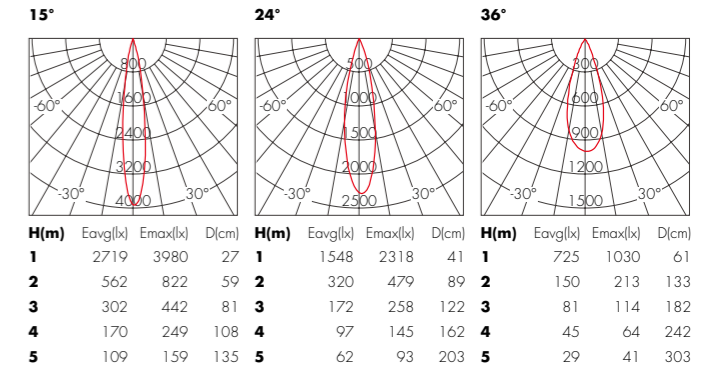 15° 24° 36°
800 500 300
1600 1000 600
-60° 60° -60° 60° -60° 60°
2400 1500 900
3200 2000 1200
-30° 30° -30° 30° -30° 30°
4000 2500 1500
H(m) Eavg(lx) Emax(lx) D(cm) H(m) Eavg(lx) Emax(lx) D(cm) H(m) Eavg(lx) Emax(lx) D(cm)
1 2719 3980 27 1 1548 2318 41 1 725 1030 61
2 562 822 59 2 320 479 89 2 150 213 133
3 302 442 81 3 172 258 122 3 81 114 182
4 170 249 108 4 97 145 162 4 45 64 242
5 109 159 135 5 62 93 203 5 29 41 303